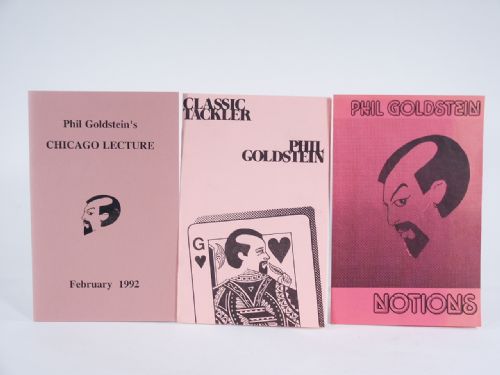 Phil Goldstein's
CHICAGO LECTURE
February 1992
CLASSIC
TACKLER
PHIL
GOLDSTEIN
G
PHIL GOLDSTEIN
NOTIONS